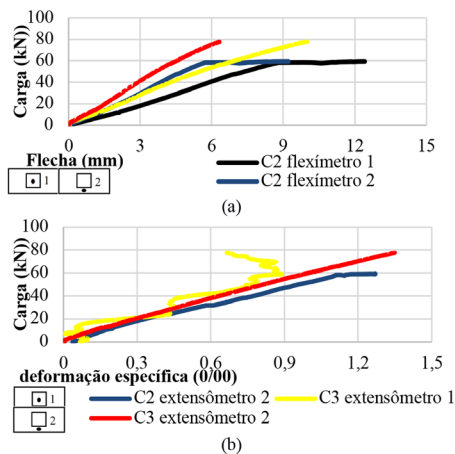 Carga (kN))
100
80
60
40
20
0
0 3 6 9 12 15
Flecha (mm)
C2 flexímetro 1
C2 flexímetro 2
1 2
(a)
Carga (kN))
100
80
60
40
20
0
0 0,3 0,6 0,9 1,2 1,5
deformação específica (0/00)
1
2
C2 extensômetro 2 C3 extensômetro 1
C3 extensômetro 2
(b)